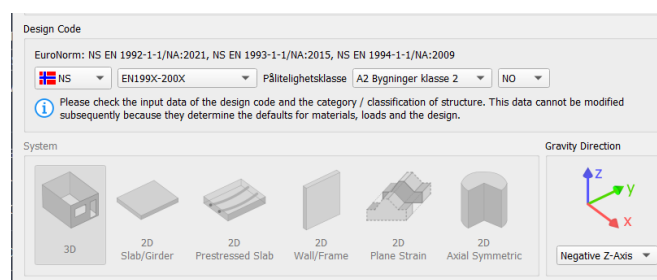 Design Code
EuroNorm: NS EN 1992-1-1/NA:2021, NS EN 1993-1-1/NA:2015, NS EN 1994-1-1/NA:2009
NS EN199X-200X Pålitelighetsklasse A2 Bygninger klasse 2 NO
Please check the input data of the design code and the category / classification of structure. This data cannot be modified
subsequently because they determine the defaults for materials, loads and the design.
System
Gravity Direction
3D
2D
Slab/Girder
2D
Prestressed Slab
2D
Wall/Frame
2D
Plane Strain
2D
Axial Symmetric
Z
y
x
Negative Z-Axis